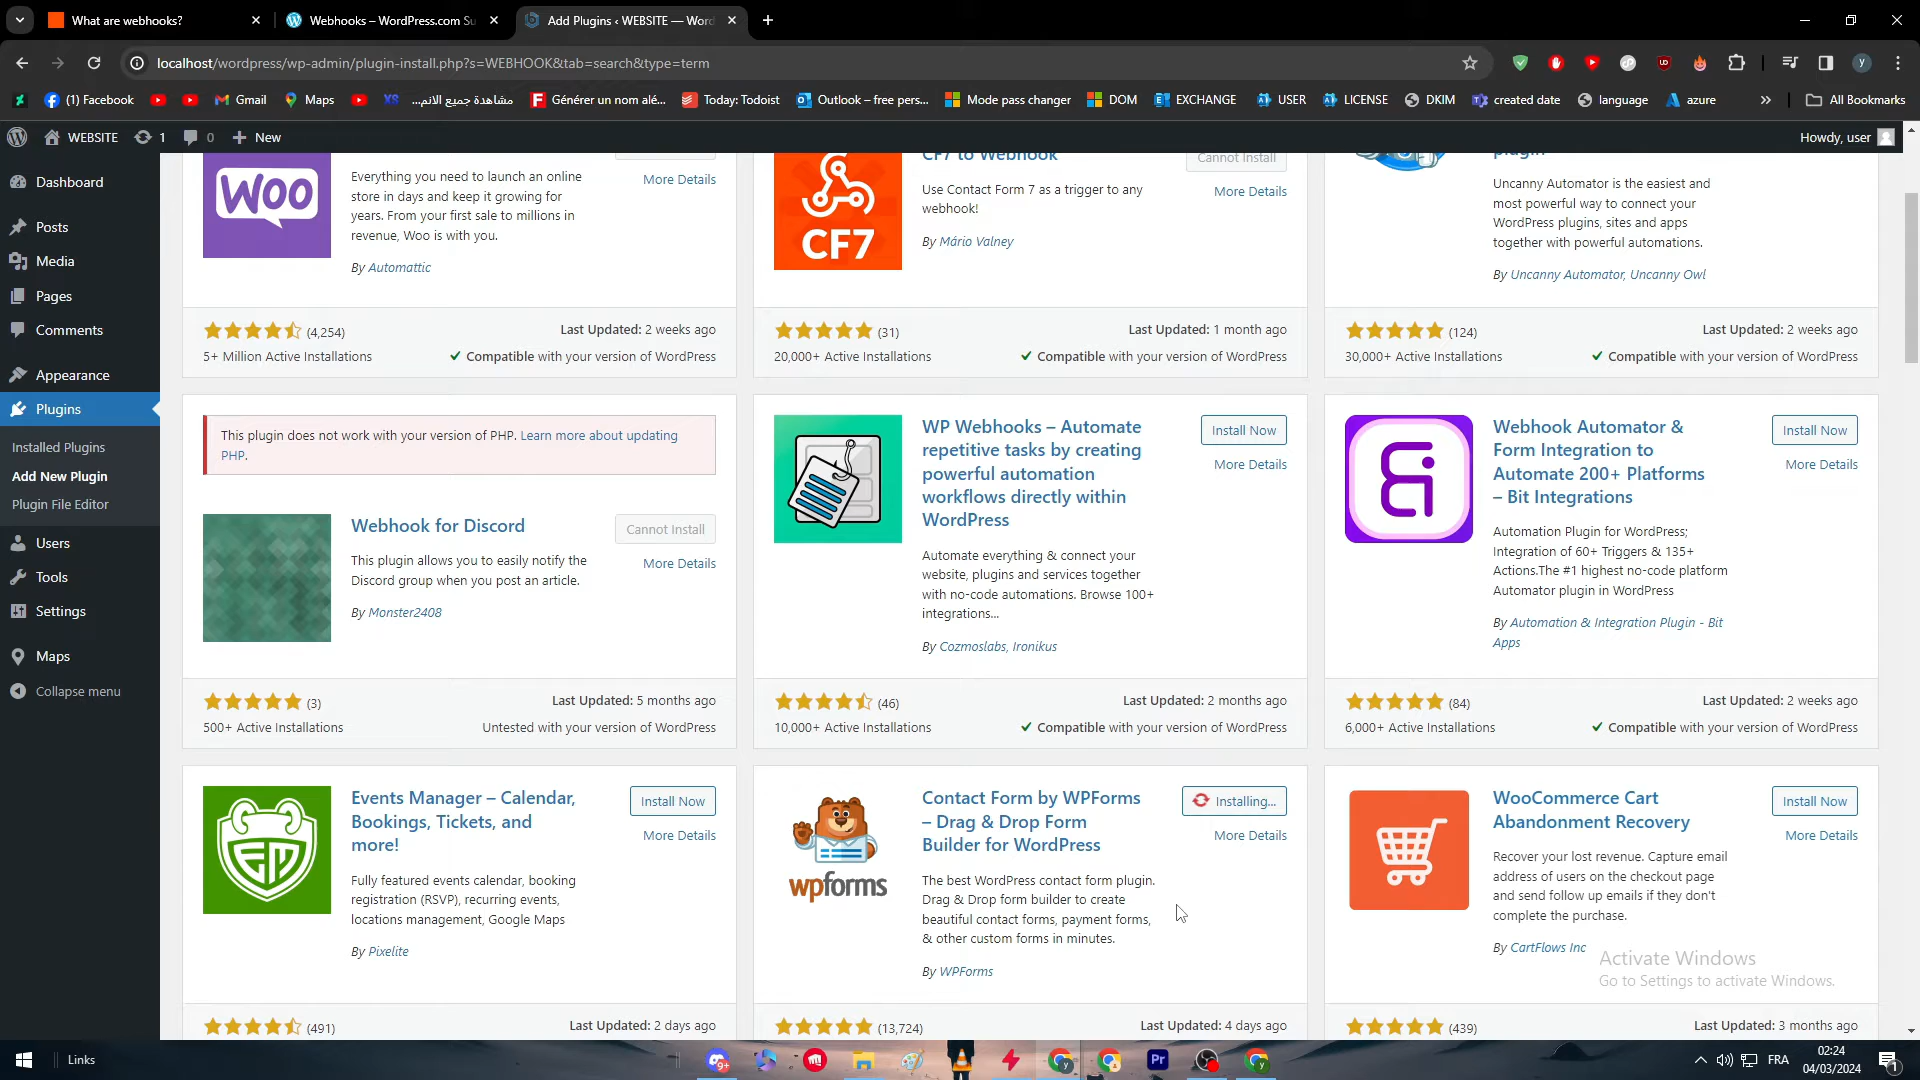 What are webhooks?
Webhooks – WordPress.com Su
Add Plugins ‹ WEBSITE — Word
localhost/wordpress/wp-admin/plugin-install.php?s=WEBHOOK&tab=search&type=term
(1) Facebook
Gmail
Maps
مشاهدة جميع الانم...
Générer un nom alé...
Today: Todoist
Outlook – free pers...
Mode pass changer
DOM
EXCHANGE
USER
LICENSE
DKIM
created date
language
azure
All Bookmarks
WEBSITE
1
0
New
Howdy, user
Dashboard
Posts
Media
Pages
Comments
Appearance
Plugins
Installed Plugins
Add New Plugin
Plugin File Editor
Users
Tools
Settings
Maps
Collapse menu
WOO
More Details
Everything you need to launch an online
store in days and keep it growing for
years. From your first sale to millions in
revenue, Woo is with you.
By Automattic
(4,254)
Last Updated: 2 weeks ago
5+ Million Active Installations
Compatible with your version of WordPress
CF7
CF7 to Webhook
Cannot Install
More Details
Use Contact Form 7 as a trigger to any
webhook!
By Mário Valney
(31)
Last Updated: 1 month ago
20,000+ Active Installations
Compatible with your version of WordPress
plugin
Uncanny Automator is the easiest and
most powerful way to connect your
WordPress plugins, sites and apps
together with powerful automations.
By Uncanny Automator, Uncanny Owl
(124)
Last Updated: 2 weeks ago
30,000+ Active Installations
Compatible with your version of WordPress
This plugin does not work with your version of PHP. Learn more about updating
PHP.
Webhook for Discord
Cannot Install
More Details
This plugin allows you to easily notify the
Discord group when you post an article.
By Monster2408
(3)
Last Updated: 5 months ago
500+ Active Installations
Untested with your version of WordPress
WP Webhooks – Automate
repetitive tasks by creating
powerful automation
workflows directly within
WordPress
Install Now
More Details
Automate everything & connect your
website, plugins and services together
with no-code automations. Browse 100+
integrations...
By Cozmoslabs, Ironikus
(46)
Last Updated: 2 months ago
10,000+ Active Installations
Compatible with your version of WordPress
Webhook Automator &
Form Integration to
Automate 200+ Platforms
– Bit Integrations
Install Now
More Details
Automation Plugin for WordPress;
Integration of 60+ Triggers & 135+
Actions.The #1 highest no-code platform
Automator plugin in WordPress
By Automation & Integration Plugin - Bit
Apps
(84)
Last Updated: 2 weeks ago
6,000+ Active Installations
Compatible with your version of WordPress
EM
Events Manager – Calendar,
Bookings, Tickets, and
more!
Install Now
More Details
Fully featured events calendar, booking
registration (RSVP), recurring events,
locations management, Google Maps
By Pixelite
(491)
Last Updated: 2 days ago
wpforms
Contact Form by WPForms
– Drag & Drop Form
Builder for WordPress
Installing...
More Details
The best WordPress contact form plugin.
Drag & Drop form builder to create
beautiful contact forms, payment forms,
& other custom forms in minutes.
By WPForms
(13,724)
Last Updated: 4 days ago
WooCommerce Cart
Abandonment Recovery
Install Now
More Details
Recover your lost revenue. Capture email
address of users on the checkout page
and send follow up emails if they don't
complete the purchase.
By CartFlows Inc
(439)
Last Updated: 3 months ago
Activate Windows
Go to Settings to activate Windows.
Links
9+
Pr
FRA
02:24
04/03/2024
1